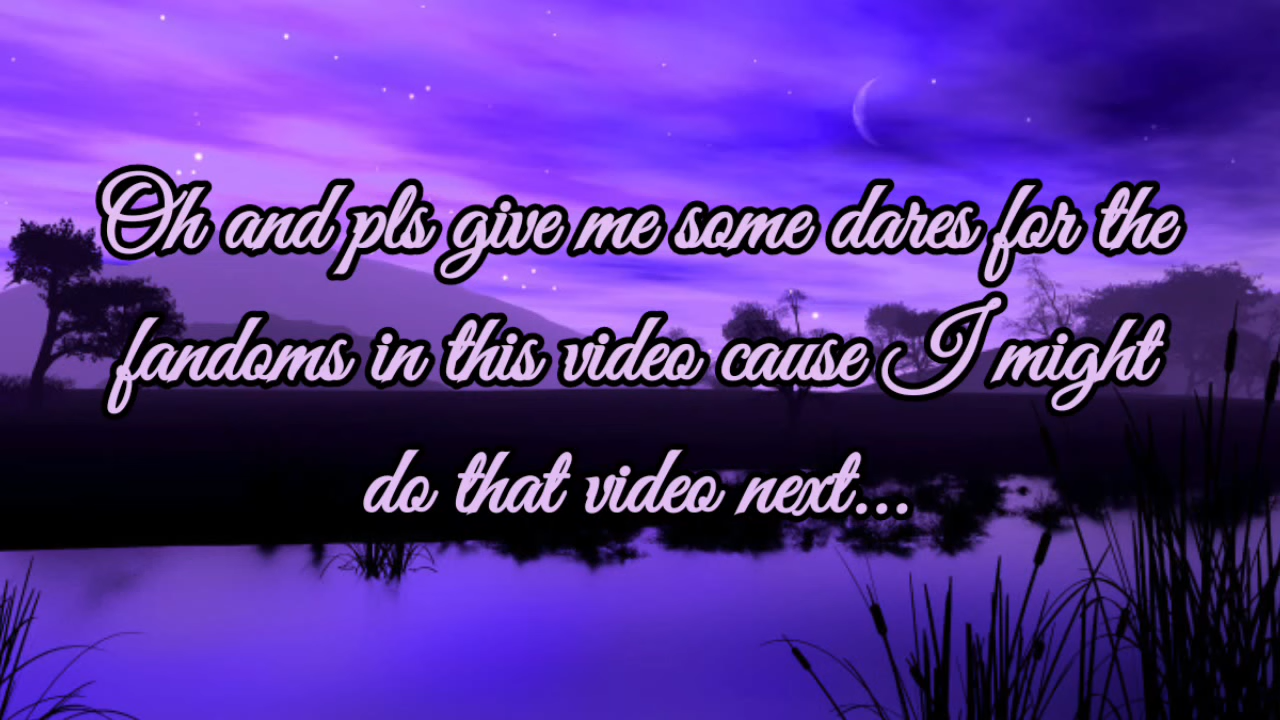 Oh and pls give me some dares for the
fandoms in this video cause I might
do that video next...